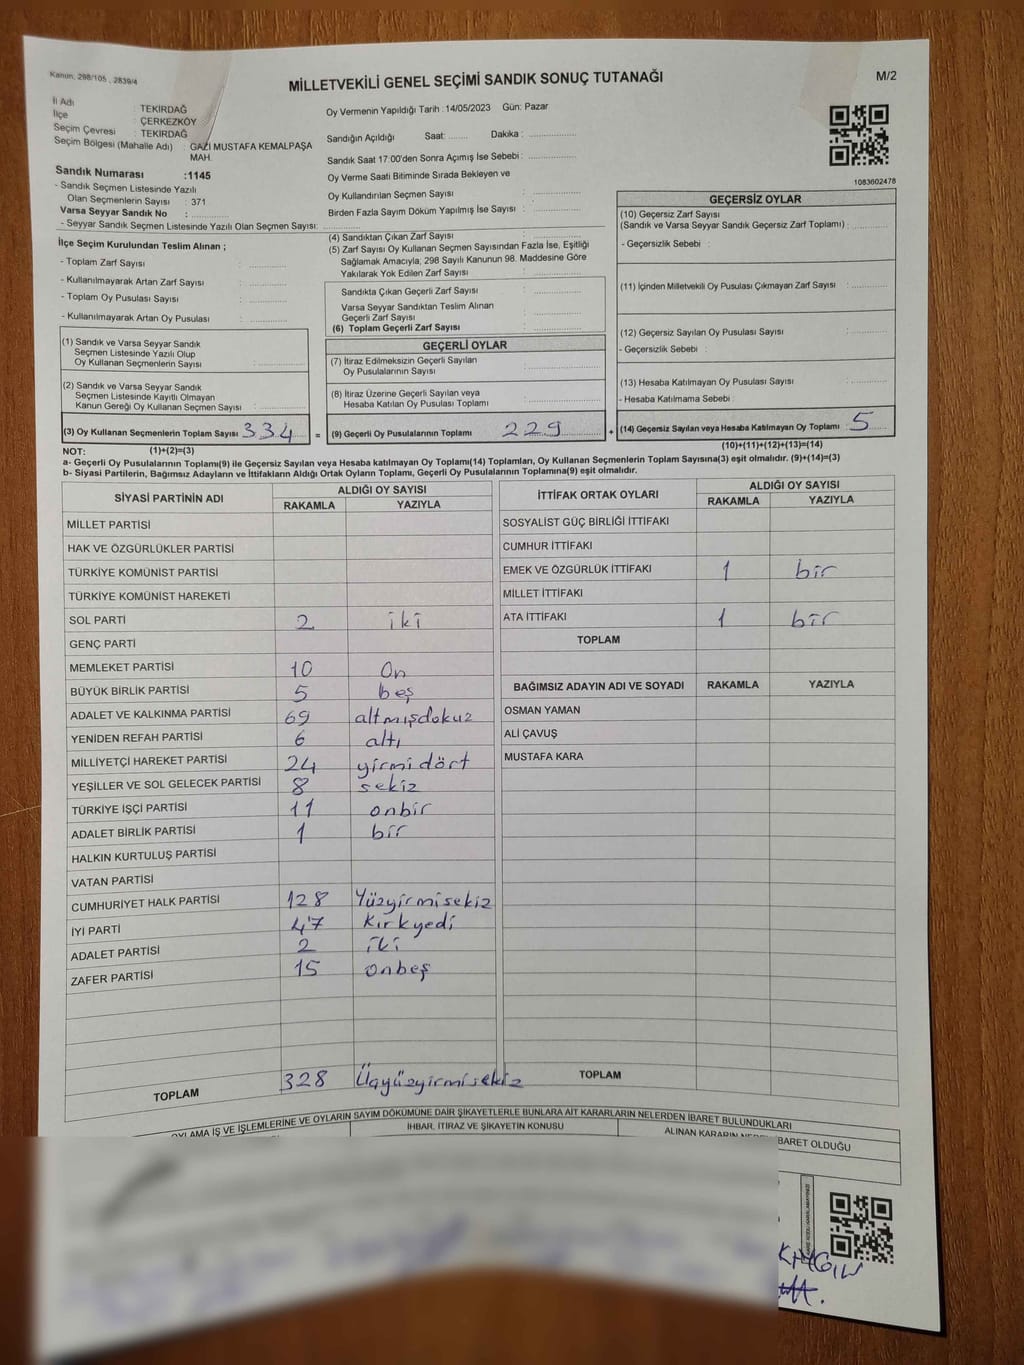 Kanun, 298/105 , 2839/4
MİLLETVEKİLİ GENEL SEÇİMİ SANDIK SONUÇ TUTANAĞI
M/2
İl Adı : TEKİRDAĞ
İlçe : ÇERKEZKÖY
Seçim Çevresi : TEKİRDAĞ
Seçim Bölgesi (Mahalle Adı) : GAZİ MUSTAFA KEMALPAŞA MAH.
Sandık Numarası :1145
- Sandık Seçmen Listesinde Yazılı
Olan Seçmenlerin Sayısı : 371
Varsa Seyyar Sandık No :
- Seyyar Sandık Seçmen Listesinde Yazılı Olan Seçmen Sayısı:
Oy Vermenin Yapıldığı Tarih : 14/05/2023 Gün: Pazar
Sandığın Açıldığı Saat: Dakika :
Sandık Saat 17:00'den Sonra Açımış İse Sebebi :
Oy Verme Saati Bitiminde Sırada Bekleyen ve
Oy Kullandırılan Seçmen Sayısı :
Birden Fazla Sayım Döküm Yapılmış İse Sayısı :
1083602478
İlçe Seçim Kurulundan Teslim Alınan ;
- Toplam Zarf Sayısı :
- Kullanılmayarak Artan Zarf Sayısı :
- Toplam Oy Pusulası Sayısı :
- Kullanılmayarak Artan Oy Pusulası :
(4) Sandıktan Çıkan Zarf Sayısı :
(5) Zarf Sayısı Oy Kullanan Seçmen Sayısından Fazla İse, Eşitliği
Sağlamak Amacıyla; 298 Sayılı Kanunun 98. Maddesine Göre
Yakılarak Yok Edilen Zarf Sayısı :
Sandıkta Çıkan Geçerli Zarf Sayısı :
Varsa Seyyar Sandıktan Teslim Alınan
Geçerli Zarf Sayısı :
(6) Toplam Geçerli Zarf Sayısı :
GEÇERSİZ OYLAR
(10) Geçersiz Zarf Sayısı
(Sandık ve Varsa Seyyar Sandık Geçersiz Zarf Toplamı) :
- Geçersizlik Sebebi :
(11) İçinden Milletvekili Oy Pusulası Çıkmayan Zarf Sayısı :
(12) Geçersiz Sayılan Oy Pusulası Sayısı :
- Geçersizlik Sebebi :
(13) Hesaba Katılmayan Oy Pusulası Sayısı :
- Hesaba Katılmama Sebebi :
(1) Sandık ve Varsa Seyyar Sandık
Seçmen Listesinde Yazılı Olup
Oy Kullanan Seçmenlerin Sayısı :
(2) Sandık ve Varsa Seyyar Sandık
Seçmen Listesinde Kayıtlı Olmayan
Kanun Gereği Oy Kullanan Seçmen Sayısı :
GEÇERLİ OYLAR
(7) İtiraz Edilmeksizin Geçerli Sayılan
Oy Pusulalarının Sayısı :
(8) İtiraz Üzerine Geçerli Sayılan veya
Hesaba Katılan Oy Pusulası Toplamı :
(3) Oy Kullanan Seçmenlerin Toplam Sayısı : 334 = (9) Geçerli Oy Pusulalarının Toplamı : 229 + (14) Geçersiz Sayılan veya Hesaba Katılmayan Oy Toplamı : 5
NOT: (1)+(2)=(3) (10)+(11)+(12)+(13)=(14)
a- Geçerli Oy Pusulalarının Toplamı(9) ile Geçersiz Sayılan veya Hesaba katılmayan Oy Toplamı(14) Toplamları, Oy Kullanan Seçmenlerin Toplam Sayısına(3) eşit olmalıdır. (9)+(14)=(3)
b- Siyasi Partilerin, Bağımsız Adayların ve İttifakların Aldığı Ortak Oyların Toplamı, Geçerli Oy Pusulalarının Toplamına(9) eşit olmalıdır.
SİYASİ PARTİNİN ADI ALDIĞI OY SAYISI
RAKAMLA YAZIYLA
MİLLET PARTİSİ
HAK VE ÖZGÜRLÜKLER PARTİSİ
TÜRKİYE KOMÜNİST PARTİSİ
TÜRKİYE KOMÜNİST HAREKETİ
SOL PARTİ 2 iki
GENÇ PARTİ
MEMLEKET PARTİSİ 10 On
BÜYÜK BİRLİK PARTİSİ 5 beş
ADALET VE KALKINMA PARTİSİ 69 altmışdokuz
YENİDEN REFAH PARTİSİ 6 altı
MİLLİYETÇİ HAREKET PARTİSİ 24 yirmidört
YEŞİLLER VE SOL GELECEK PARTİSİ 8 sekiz
TÜRKİYE İŞÇİ PARTİSİ 11 onbir
ADALET BİRLİK PARTİSİ 1 bir
HALKIN KURTULUŞ PARTİSİ
VATAN PARTİSİ
CUMHURİYET HALK PARTİSİ 128 Yüzyirmisekiz
İYİ PARTİ 47 Kırkyedi
ADALET PARTİSİ 2 iki
ZAFER PARTİSİ 15 onbeş
TOPLAM 328 Üçyüzyirmisekiz
İTTİFAK ORTAK OYLARI ALDIĞI OY SAYISI
RAKAMLA YAZIYLA
SOSYALİST GÜÇ BİRLİĞİ İTTİFAKI
CUMHUR İTTİFAKI
EMEK VE ÖZGÜRLÜK İTTİFAKI 1 bir
MİLLET İTTİFAKI
ATA İTTİFAKI 1 bir
TOPLAM
BAĞIMSIZ ADAYIN ADI VE SOYADI RAKAMLA YAZIYLA
OSMAN YAMAN
ALİ ÇAVUŞ
MUSTAFA KARA
TOPLAM
OYLAMA İŞ VE İŞLEMLERİNE VE OYLARIN SAYIM DÖKÜMÜNE DAİR ŞİKAYETLERLE BUNLARA AİT KARARLARIN NELERDEN İBARET BULUNDUKLARI
İHBAR, İTİRAZ VE ŞİKAYETİN KONUSU
ALINAN KARARIN İBARET OLDUĞU